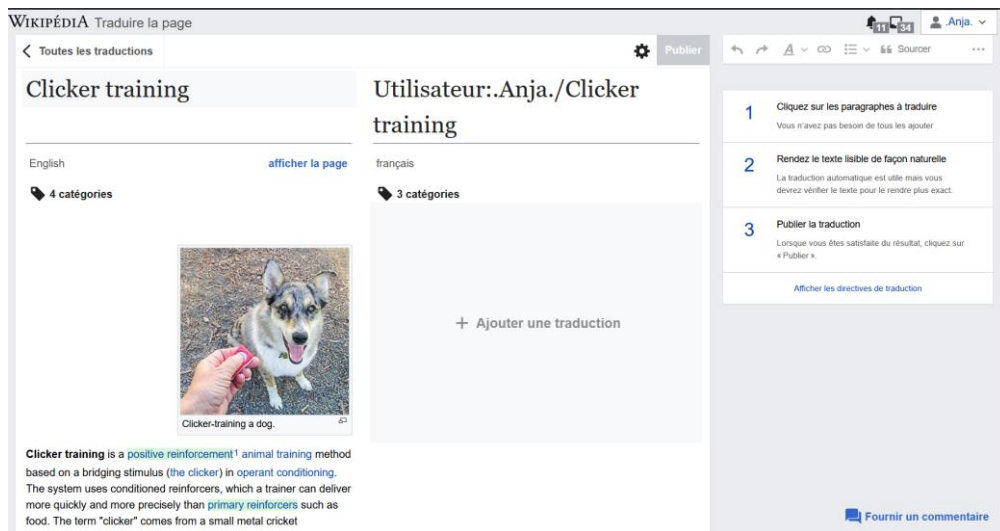 WIKIPÉDIA Traduire la page
11 34 .Anja.
Toutes les traductions
Publier
Sourcer
Clicker training
Utilisateur:.Anja./Clicker
training
English
afficher la page
français
4 catégories
3 catégories
Clicker-training a dog.
+ Ajouter une traduction
Clicker training is a positive reinforcement1 animal training method
based on a bridging stimulus (the clicker) in operant conditioning.
The system uses conditioned reinforcers, which a trainer can deliver
more quickly and more precisely than primary reinforcers such as
food. The term "clicker" comes from a small metal cricket
1 Cliquez sur les paragraphes à traduire
Vous n'avez pas besoin de tous les ajouter
2 Rendez le texte lisible de façon naturelle
La traduction automatique est utile mais vous
devrez vérifier le texte pour le rendre plus exact.
3 Publier la traduction
Lorsque vous êtes satisfaite du résultat, cliquez sur
« Publier ».
Afficher les directives de traduction
Fournir un commentaire